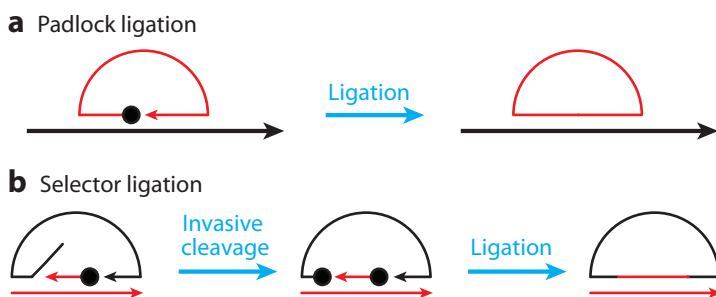 a Padlock ligation
Ligation
b Selector ligation
Invasive
cleavage
Ligation